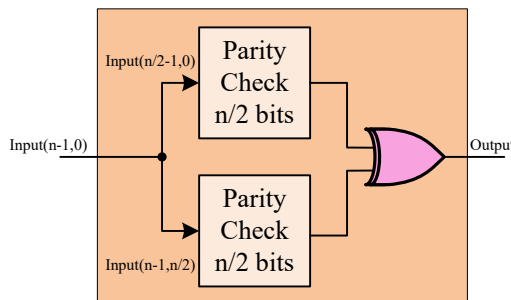 Input(n/2-1,0)
Parity
Check
n/2 bits
Input(n-1,0)
Output
Parity
Check
n/2 bits
Input(n-1,n/2)